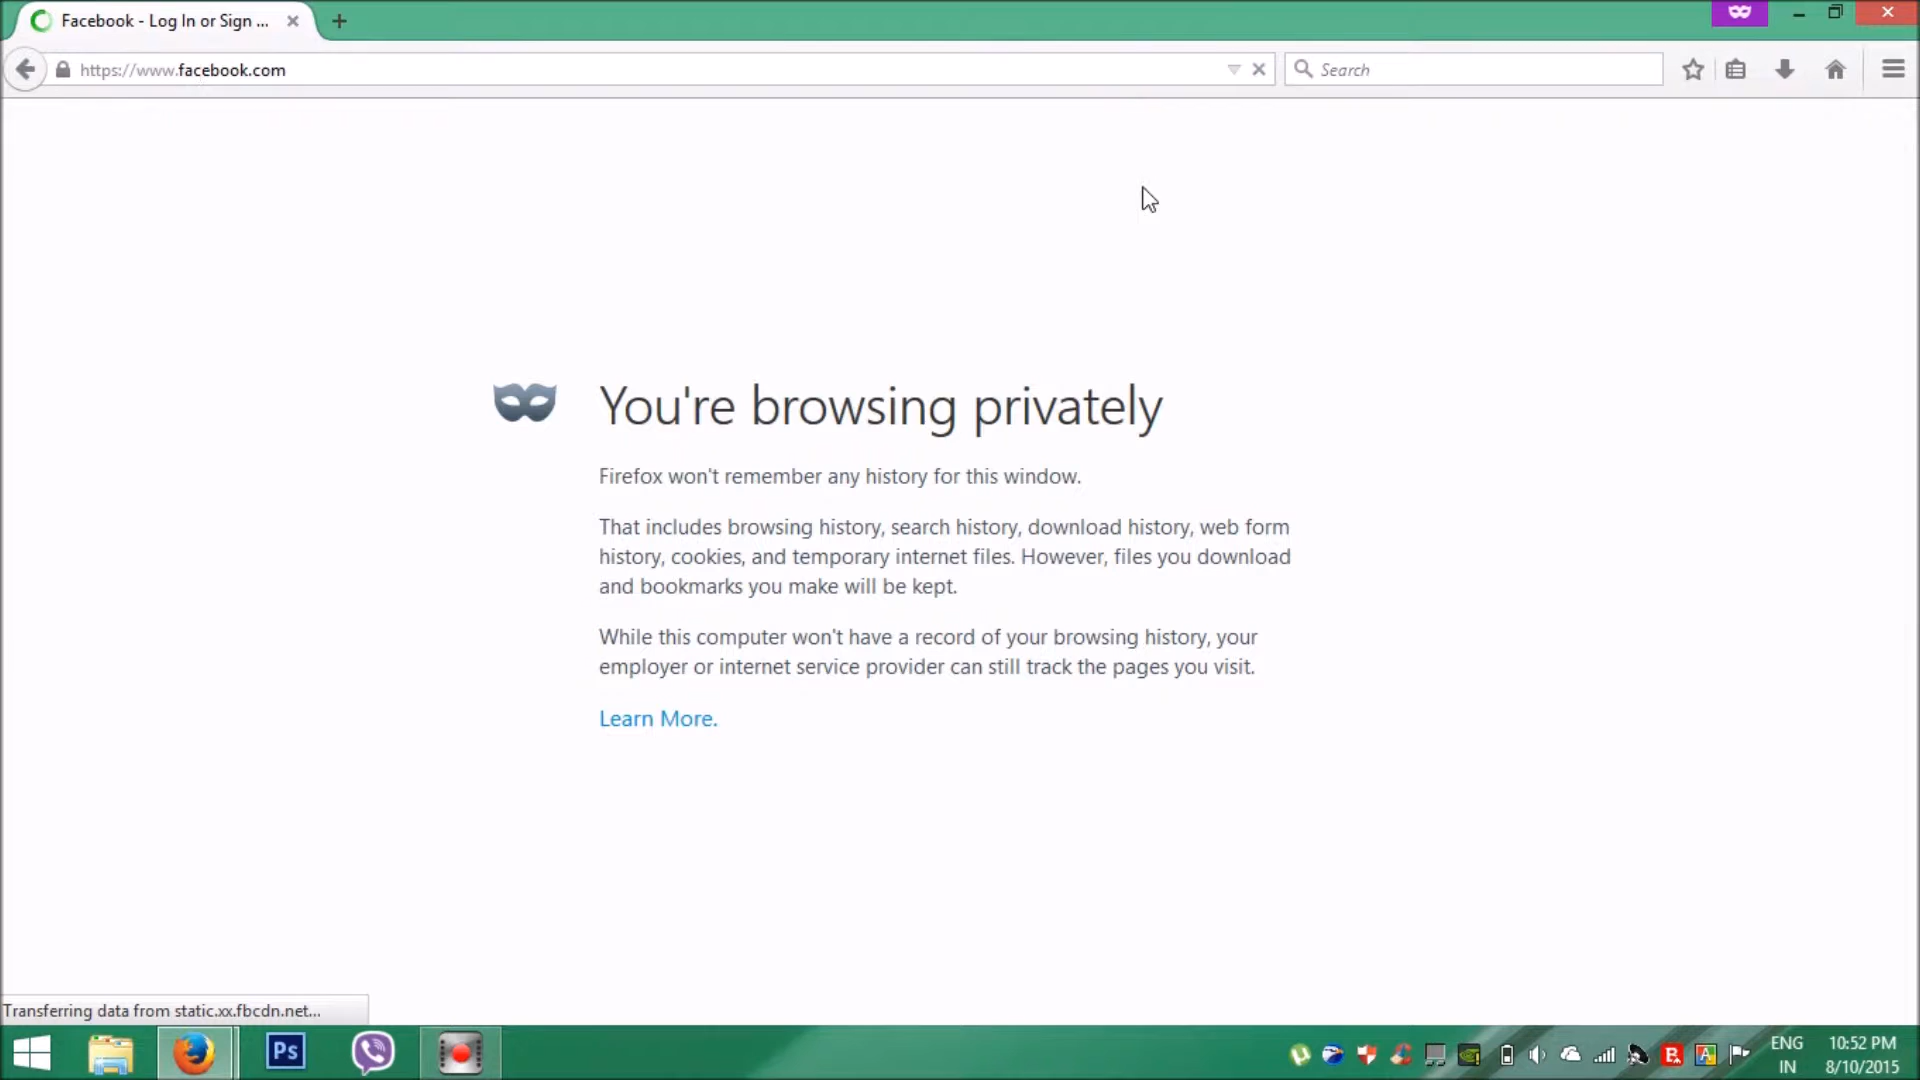 Facebook - Log In or Sign ...
https://www.facebook.com
Search
You're browsing privately
Firefox won't remember any history for this window.
That includes browsing history, search history, download history, web form
history, cookies, and temporary internet files. However, files you download
and bookmarks you make will be kept.
While this computer won't have a record of your browsing history, your
employer or internet service provider can still track the pages you visit.
Learn More.
Transferring data from static.xx.fbcdn.net...
Ps
ENG
IN
10:52 PM
8/10/2015